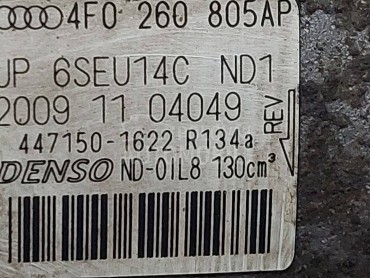 4F0 260 805AP
UP 6SEU14C ND1
2009 11 04049
REV
447150-1622 R134a
DENSO ND-OIL8 130cm³